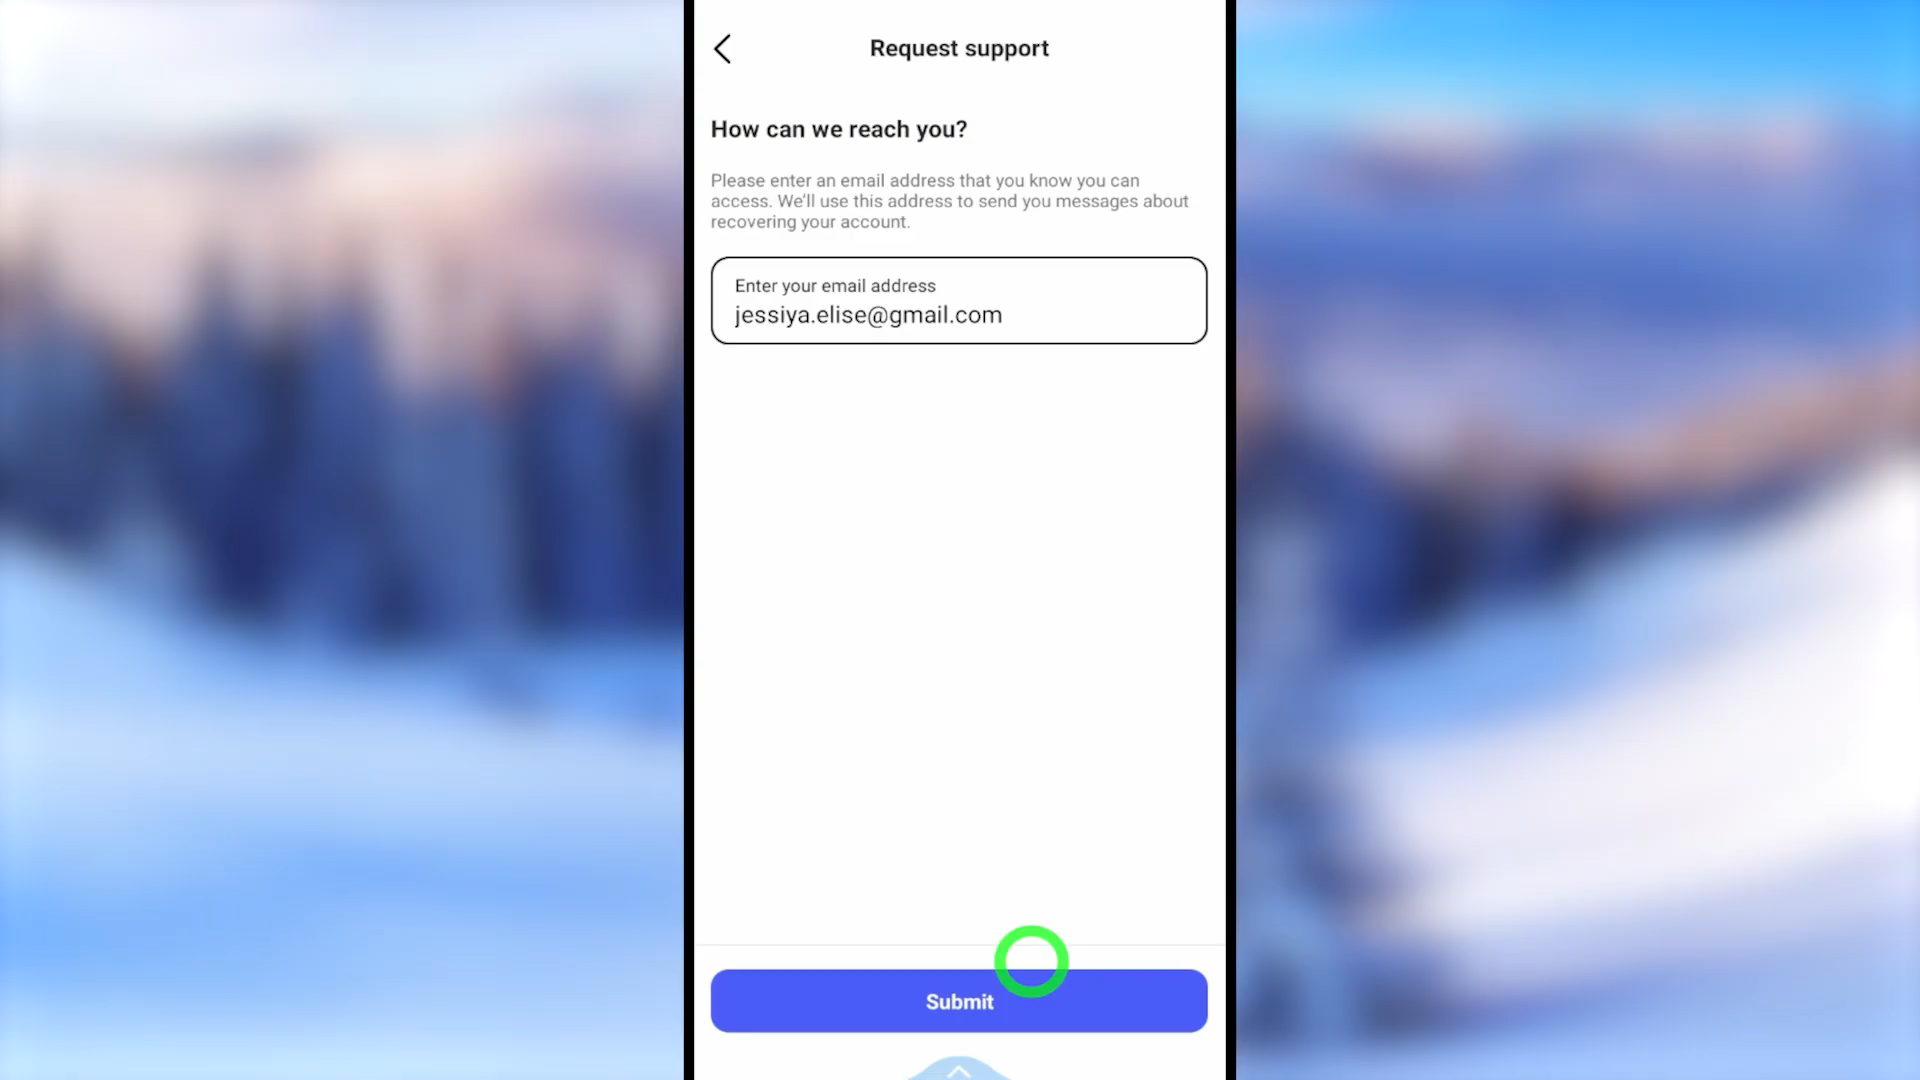 Request support
How can we reach you?
Please enter an email address that you know you can
access. We'll use this address to send you messages about
recovering your account.
Enter your email address
jessiya.elise@gmail.com
Submit